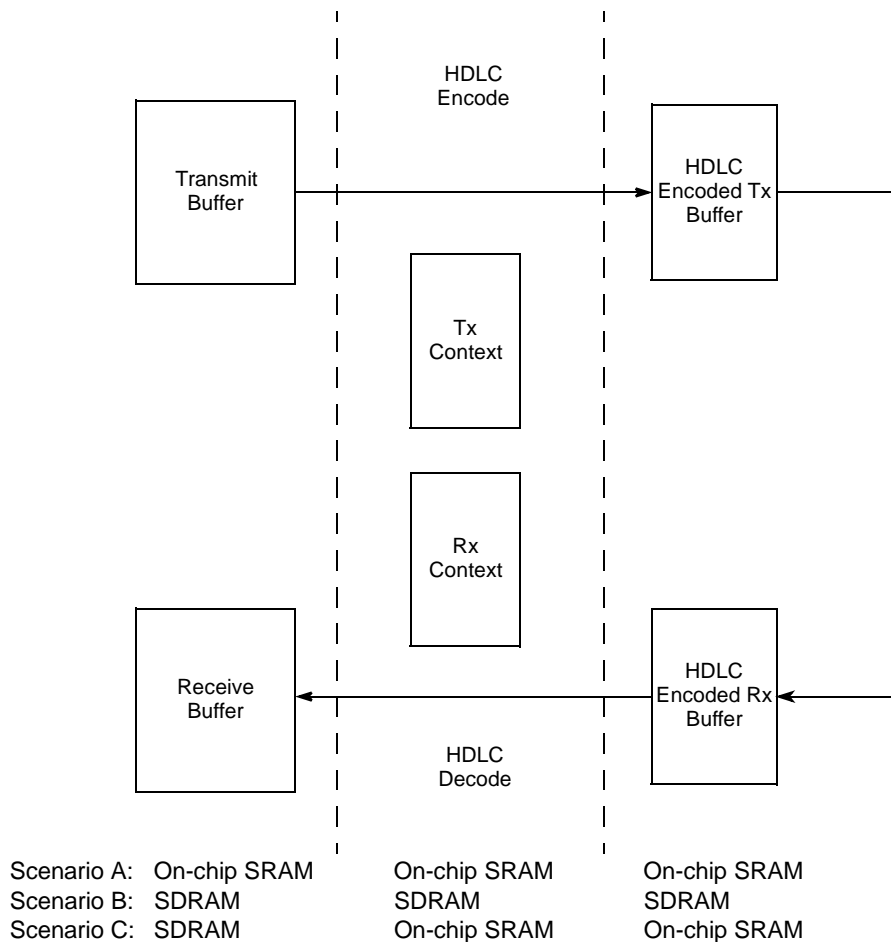 HDLC
Encode
Transmit
Buffer
HDLC
Encoded Tx
Buffer
Tx
Context
Rx
Context
Receive
Buffer
HDLC
Encoded Rx
Buffer
HDLC
Decode
Scenario A: On-chip SRAM On-chip SRAM On-chip SRAM
Scenario B: SDRAM SDRAM SDRAM
Scenario C: SDRAM On-chip SRAM On-chip SRAM